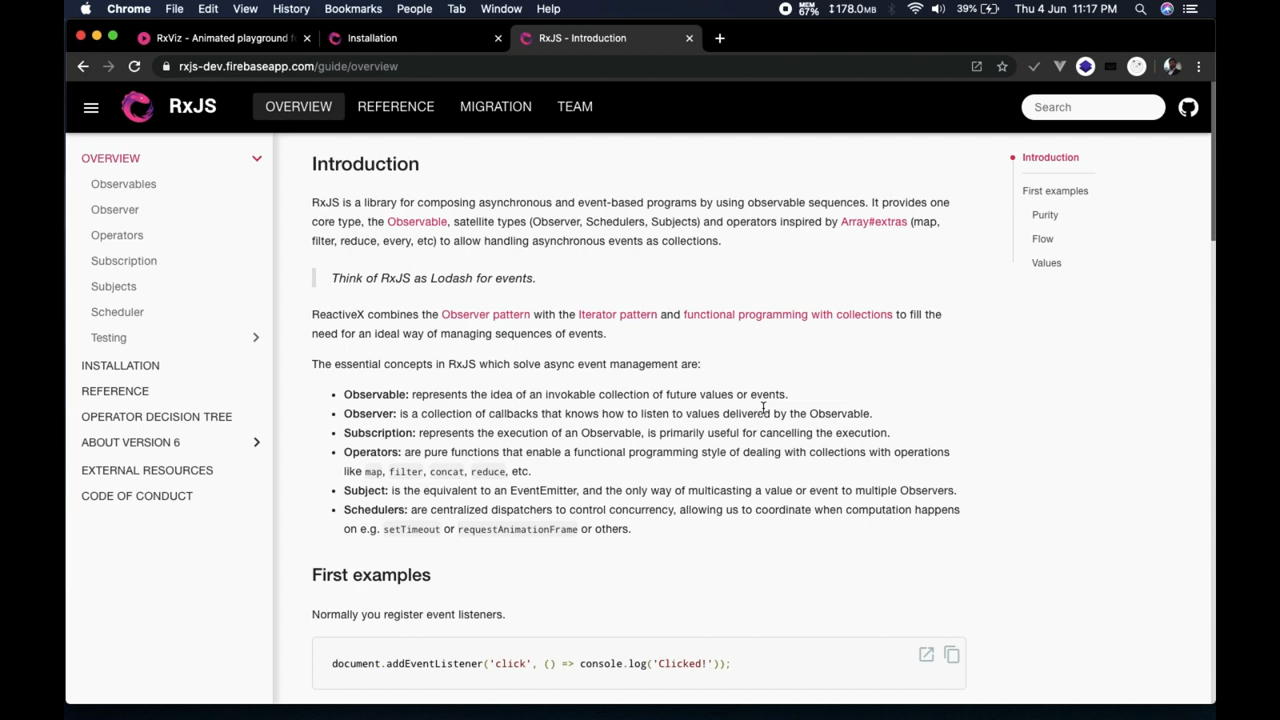 Chrome File Edit View History Bookmarks People Tab Window Help MEM 67% 178.0MB 39% Thu 4 Jun 11:17 PM
RxViz - Animated playground f
Installation
RxJS - Introduction
rxjs-dev.firebaseapp.com/guide/overview
RxJS OVERVIEW REFERENCE MIGRATION TEAM Search
OVERVIEW
Observables
Observer
Operators
Subscription
Subjects
Scheduler
Testing
INSTALLATION
REFERENCE
OPERATOR DECISION TREE
ABOUT VERSION 6
EXTERNAL RESOURCES
CODE OF CONDUCT
Introduction
RxJS is a library for composing asynchronous and event-based programs by using observable sequences. It provides one
core type, the Observable, satellite types (Observer, Schedulers, Subjects) and operators inspired by Array#extras (map,
filter, reduce, every, etc) to allow handling asynchronous events as collections.
Think of RxJS as Lodash for events.
ReactiveX combines the Observer pattern with the Iterator pattern and functional programming with collections to fill the
need for an ideal way of managing sequences of events.
The essential concepts in RxJS which solve async event management are:
• Observable: represents the idea of an invokable collection of future values or events.
• Observer: is a collection of callbacks that knows how to listen to values delivered by the Observable.
• Subscription: represents the execution of an Observable, is primarily useful for cancelling the execution.
• Operators: are pure functions that enable a functional programming style of dealing with collections with operations
like map, filter, concat, reduce, etc.
• Subject: is the equivalent to an EventEmitter, and the only way of multicasting a value or event to multiple Observers.
• Schedulers: are centralized dispatchers to control concurrency, allowing us to coordinate when computation happens
on e.g. setTimeout or requestAnimationFrame or others.
First examples
Normally you register event listeners.
document.addEventListener('click', () => console.log('Clicked!'));
Introduction
First examples
Purity
Flow
Values